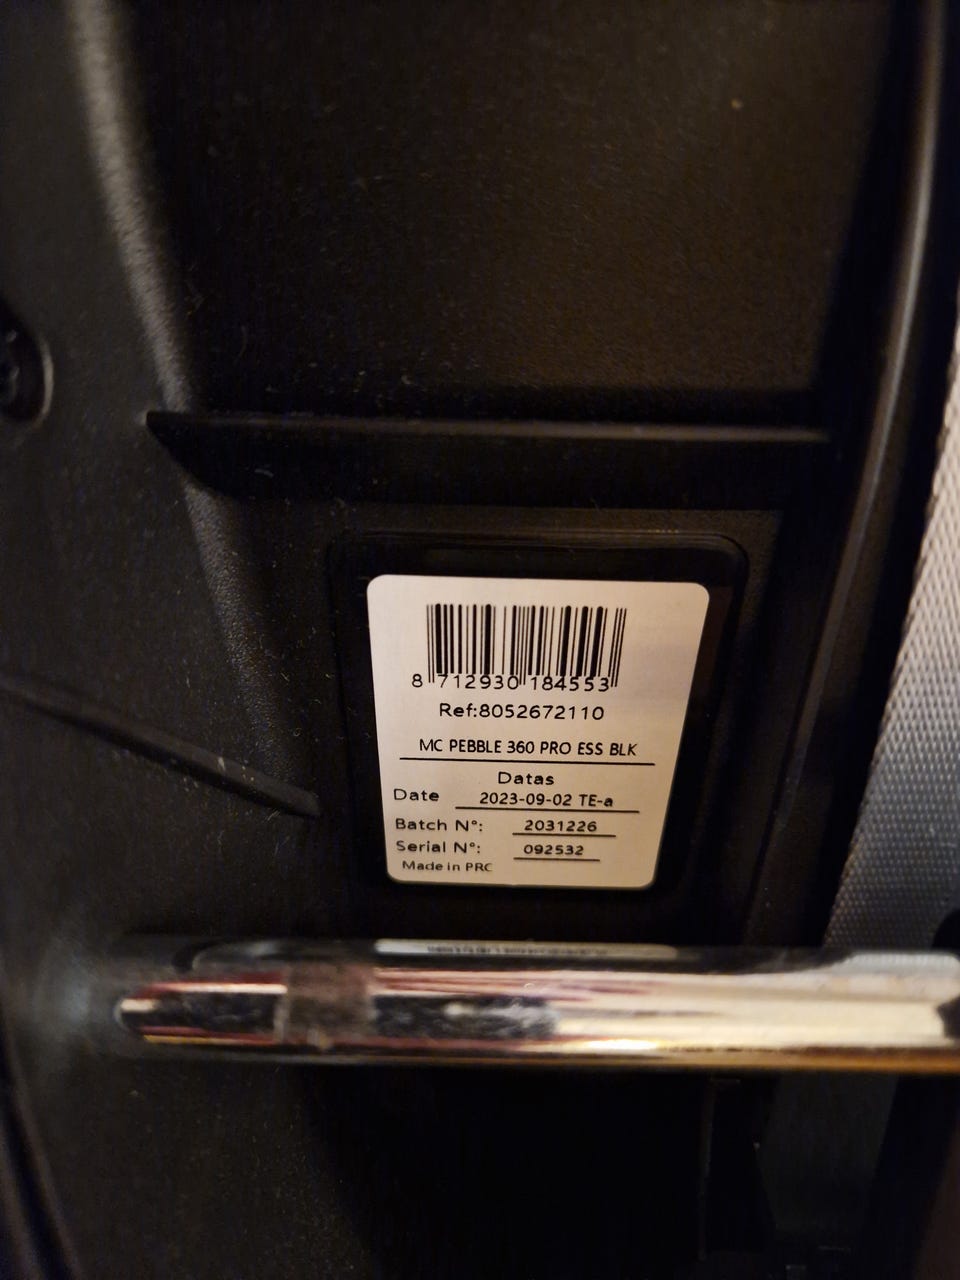 8 712930 184553
Ref:8052672110
MC PEBBLE 360 PRO ESS BLK
Datas
Date 2023-09-02 TE-a
Batch N°: 2031226
Serial N°: 092532
Made in PRC